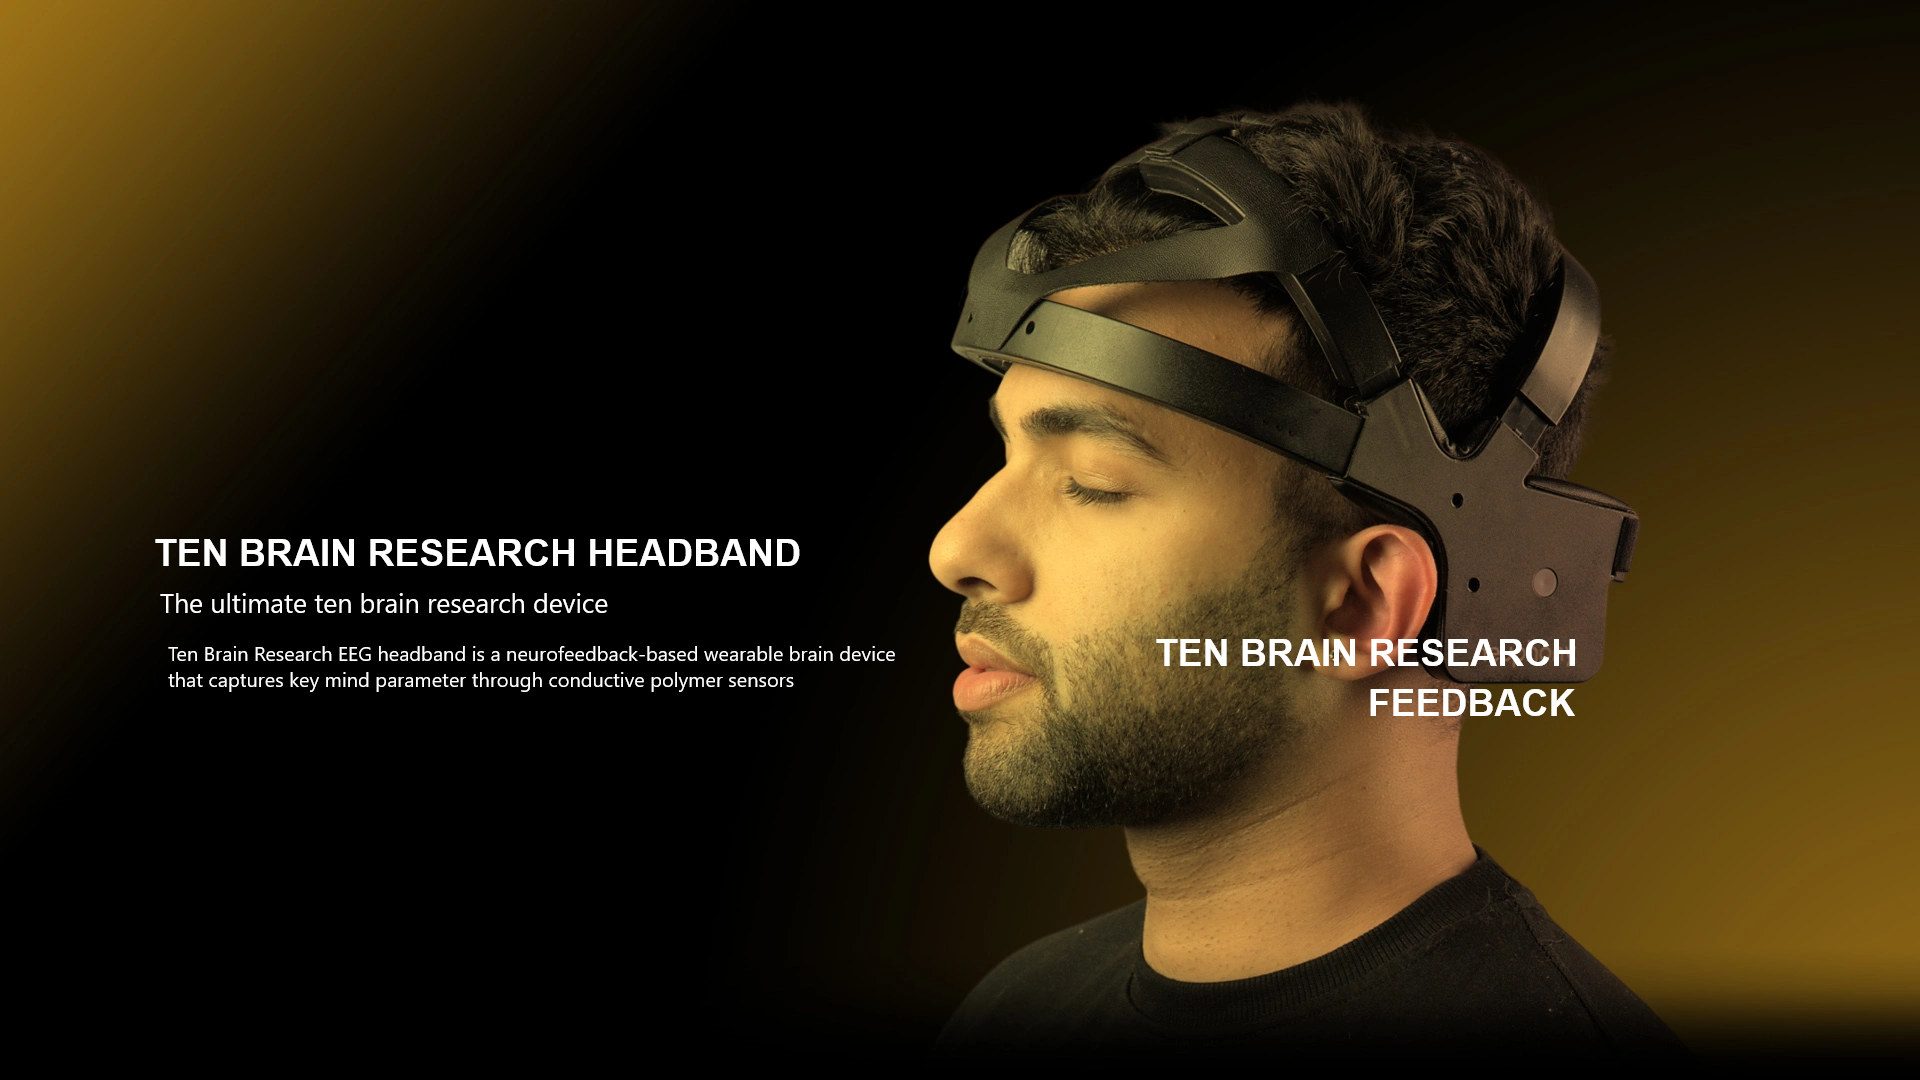 TEN BRAIN RESEARCH HEADBAND
The ultimate ten brain research device
Ten Brain Research EEG headband is a neurofeedback-based wearable brain device
that captures key mind parameter through conductive polymer sensors
TEN BRAIN RESEARCH
FEEDBACK